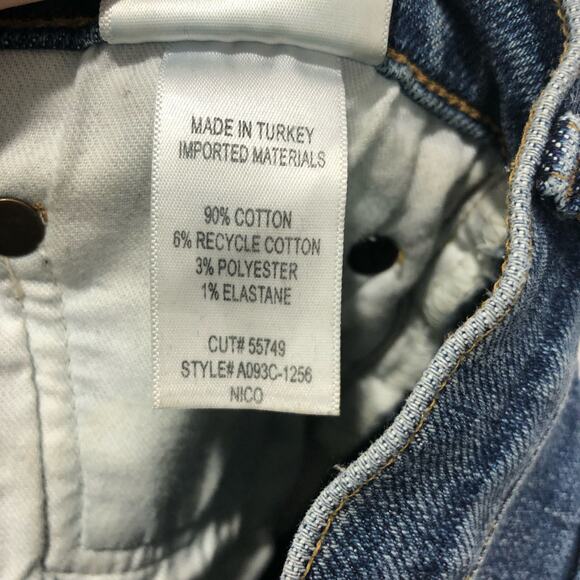 MADE IN TURKEY
IMPORTED MATERIALS
90% COTTON
6% RECYCLE COTTON
3% POLYESTER
1% ELASTANE
CUT# 55749
STYLE# A093C-1256
NICO